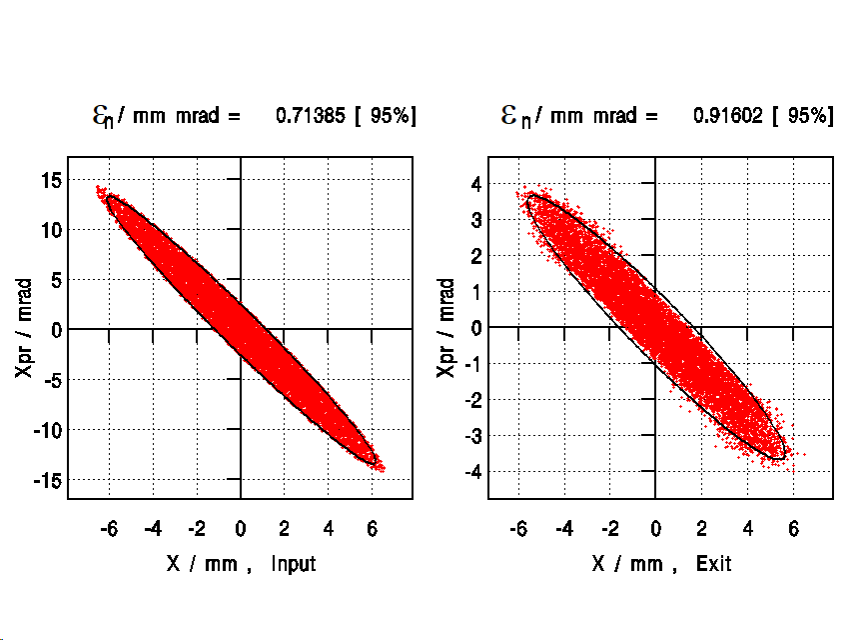 εn / mm mrad = 0.71385 [ 95%]
εn / mm mrad = 0.91602 [ 95%]
15
10
5
0
-5
-10
-15
Xpr / mrad
-6 -4 -2 0 2 4 6
X / mm , Input
4
3
2
1
0
-1
-2
-3
-4
Xpr / mrad
-6 -4 -2 0 2 4 6
X / mm , Exit